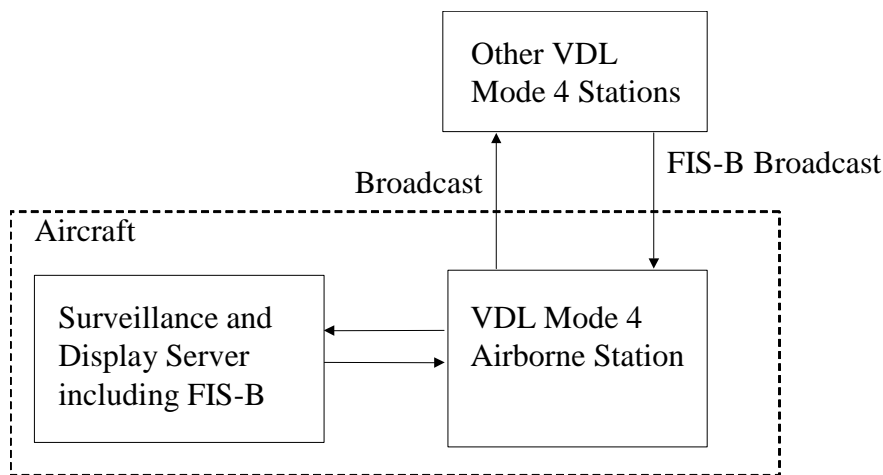 Other VDL
Mode 4 Stations
Broadcast
FIS-B Broadcast
Aircraft
Surveillance and
Display Server
including FIS-B
VDL Mode 4
Airborne Station